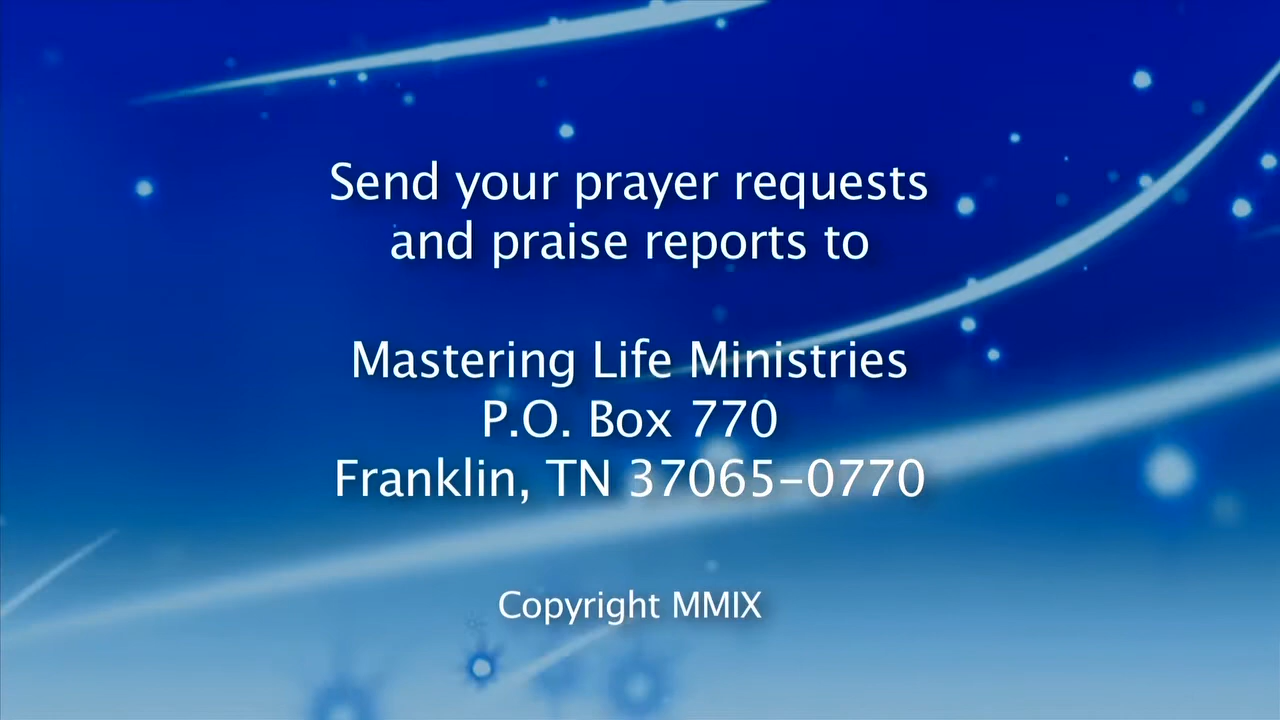 Send your prayer requests
and praise reports to
Mastering Life Ministries
P.O. Box 770
Franklin, TN 37065-0770
Copyright MMIX